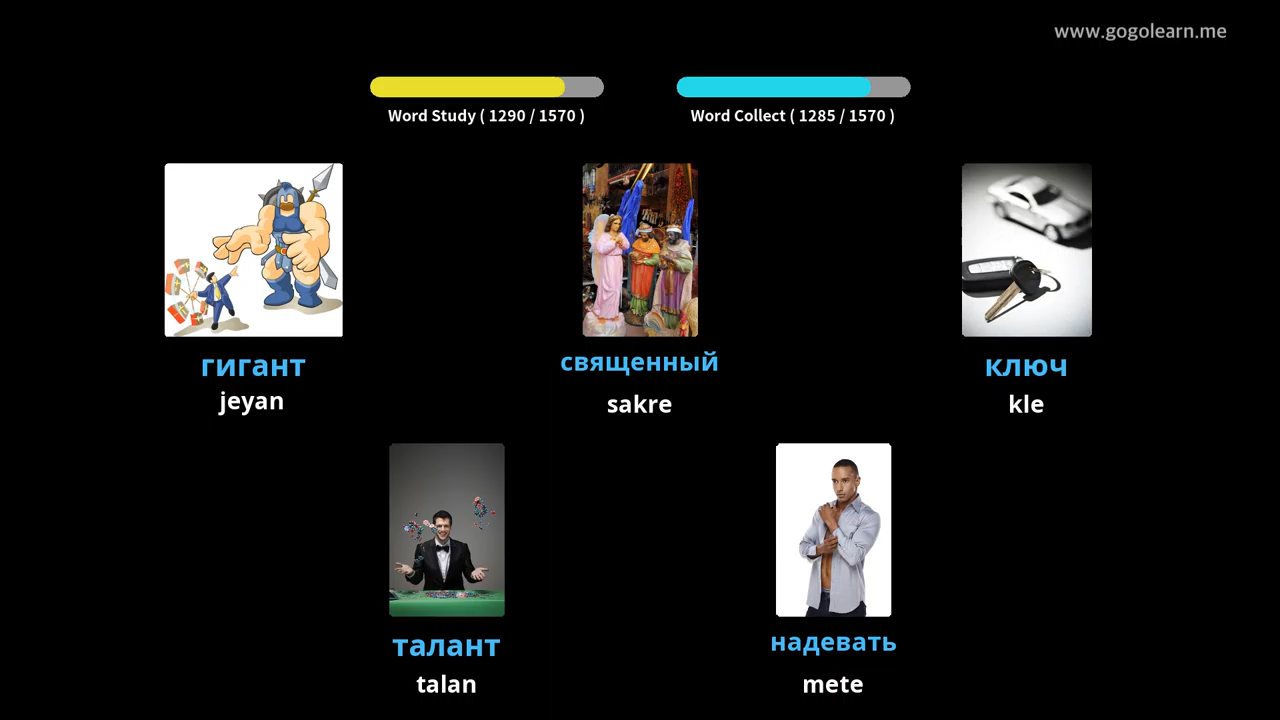 www.gogolearn.me
Word Study ( 1290 / 1570 )
Word Collect ( 1285 / 1570 )
гигант
jeyan
священный
sakre
ключ
kle
талант
talan
надевать
mete